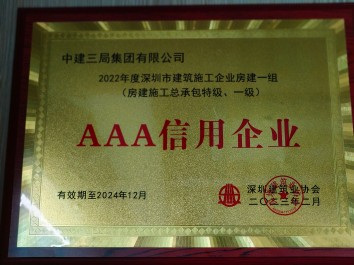 中建三局集团有限公司
2022年度深圳市建筑施工企业房建一组
（房建施工总承包特级、一级）
AAA信用企业
有效期至2024年12月
深圳建筑业协会
二〇二三年二月